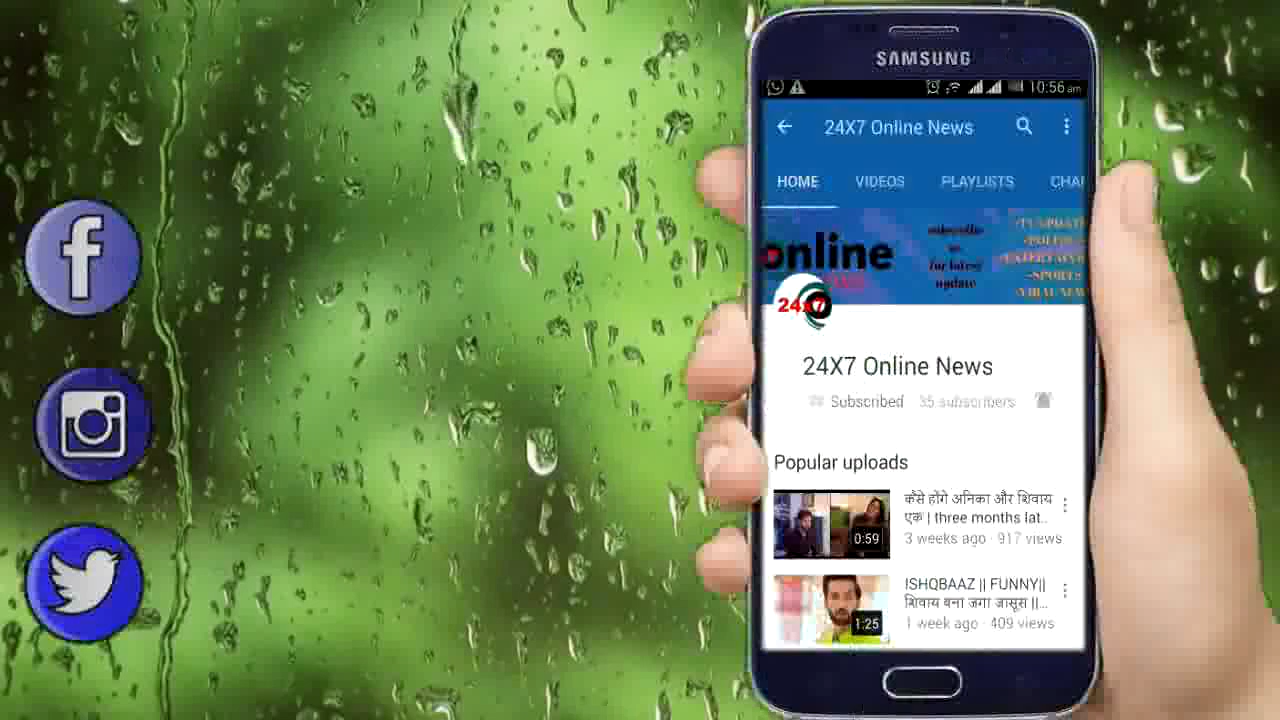 SAMSUNG
10:56 am
24X7 Online News
HOME VIDEOS PLAYLISTS CHA
online
subscribe
us
for latest
update
24x7
24X7 Online News
Subscribed 35 subscribers
Popular uploads
कैसे होंगे अनिका और शिवाय
एक | three months lat..
3 weeks ago · 917 views
0:59
ISHQBAAZ || FUNNY||
शिवाय बना जगा जासूस ||...
1 week ago · 409 views
1:25